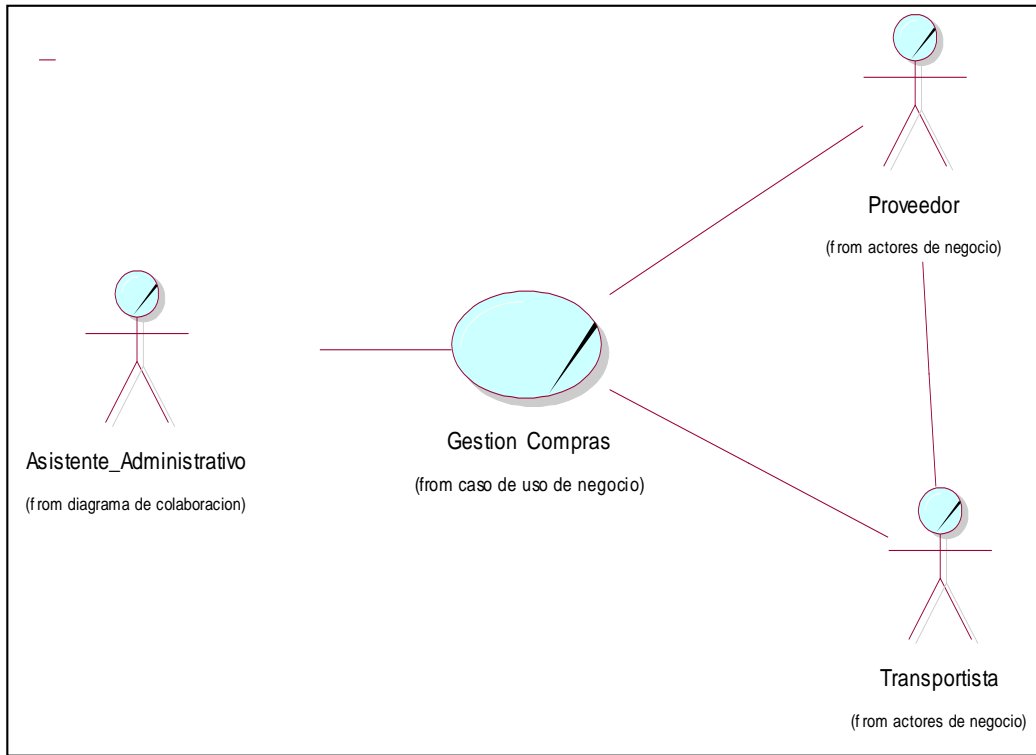 Proveedor
(from actores de negocio)
Asistente_Administrativo
(from diagrama de colaboracion)
Gestion Compras
(from caso de uso de negocio)
Transportista
(from actores de negocio)